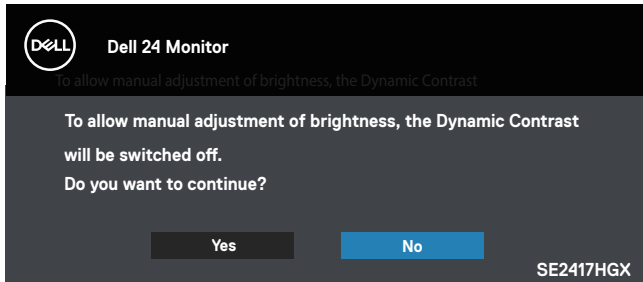 DELL
Dell 24 Monitor
To allow manual adjustment of brightness, the Dynamic Contrast
To allow manual adjustment of brightness, the Dynamic Contrast
will be switched off.
Do you want to continue?
Yes No
SE2417HGX